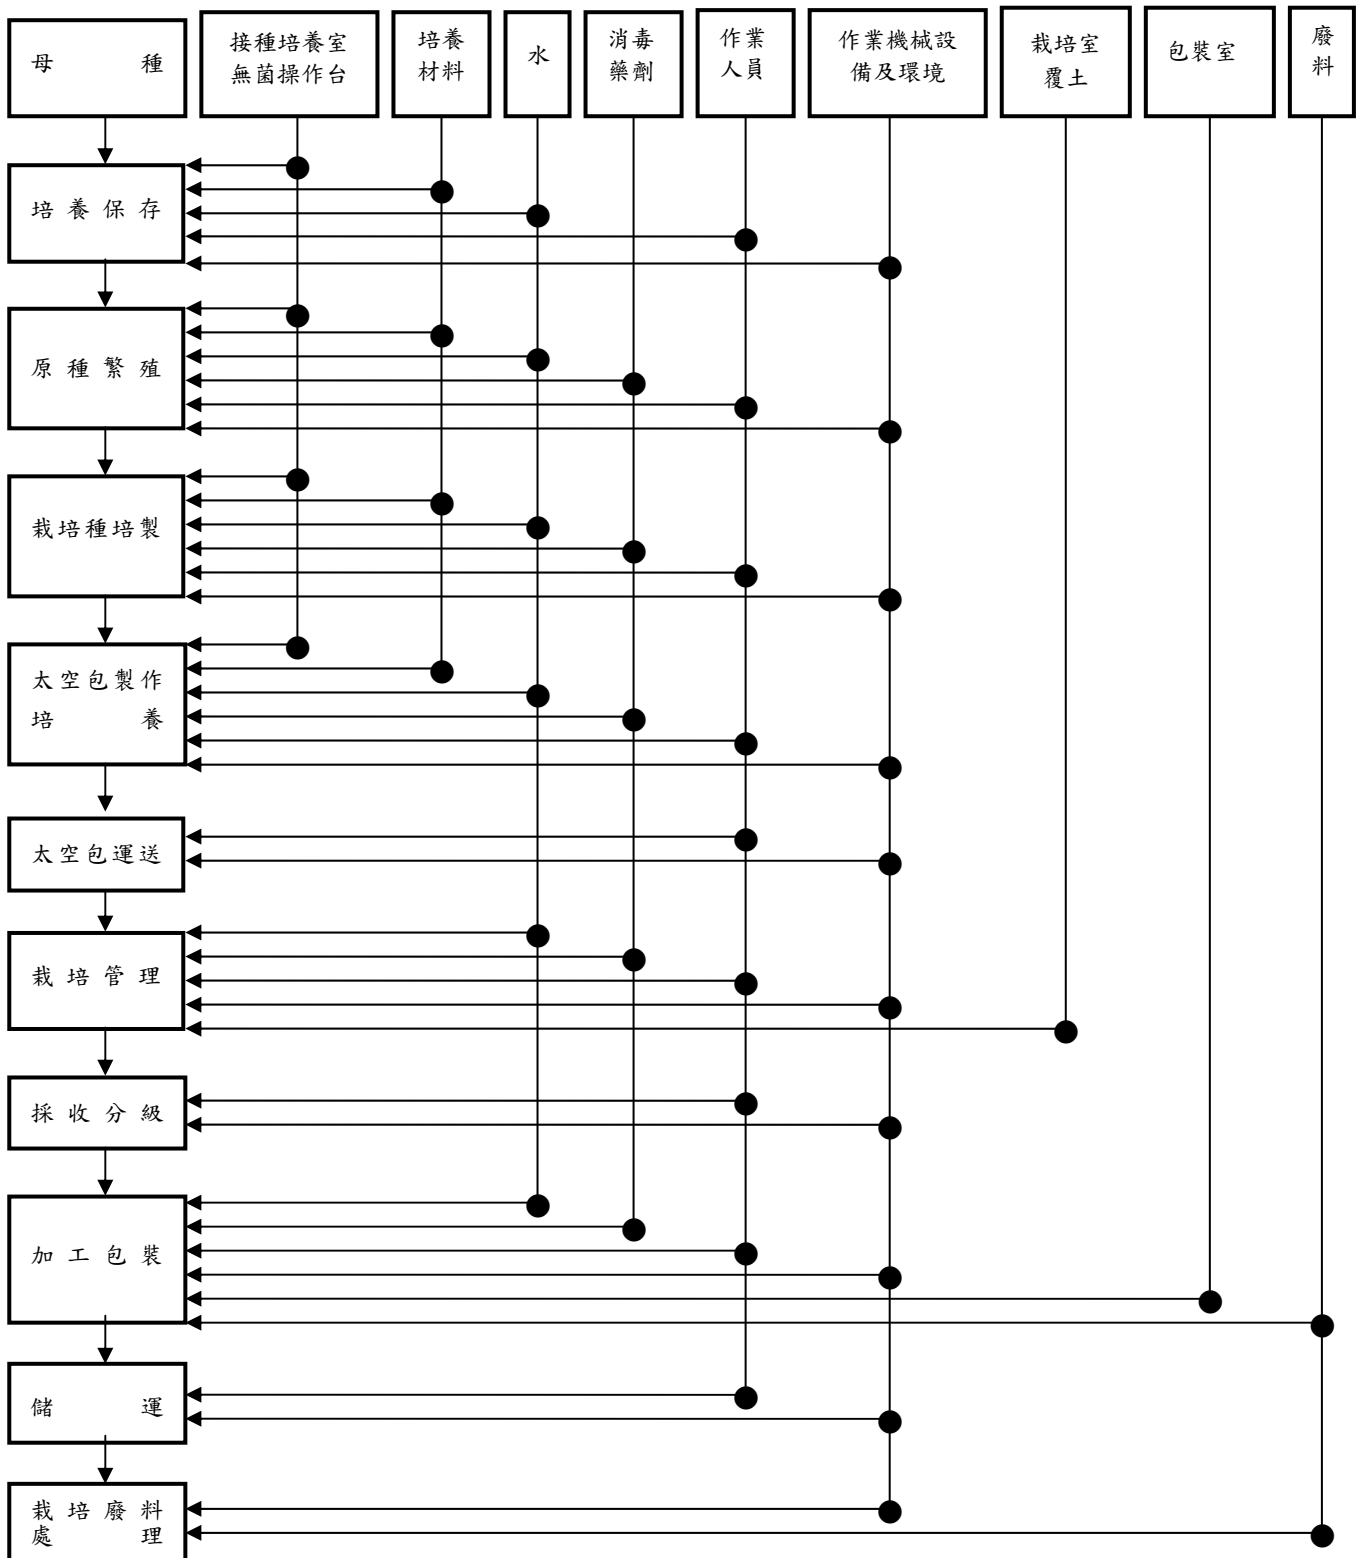 母種
接種培養室
無菌操作台
培養
材料
水
消毒
藥劑
作業
人員
作業機械設
備及環境
栽培室
覆土
包裝室
廢
料
培養保存
原種繁殖
栽培種培製
太空包製作
培養
太空包運送
栽培管理
採收分級
加工包裝
儲運
栽培廢料
處理